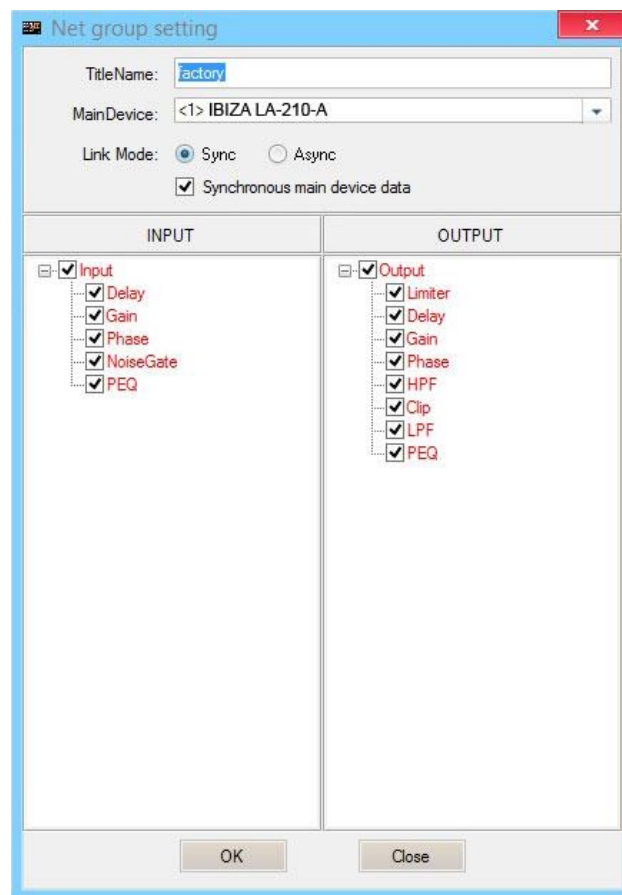 Net group setting
TitleName: factory
MainDevice: <1> IBIZA LA-210-A
Link Mode: Sync Async
Synchronous main device data
INPUT OUTPUT
Input
Delay
Gain
Phase
NoiseGate
PEQ
Output
Limiter
Delay
Gain
Phase
HPF
Clip
LPF
PEQ
OK Close